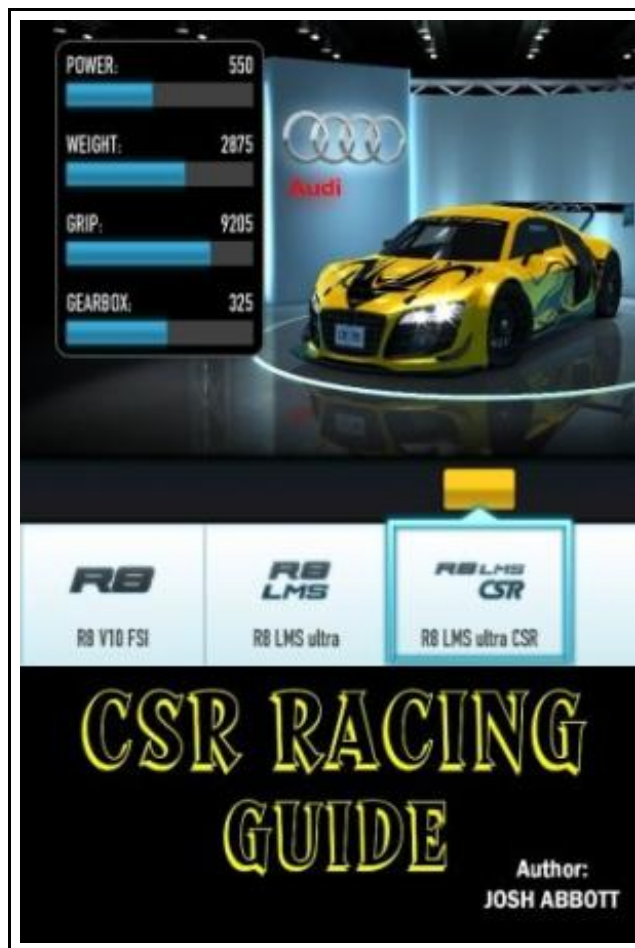 POWER: 550
WEIGHT: 2875
GRIP: 9205
GEARBOX: 325
Audi
R8
R8 V10 FSI
R8
LMS
R8 LMS ultra
R8 LMS
CSR
R8 LMS ultra CSR
CSR RACING
GUIDE
Author:
JOSH ABBOTT